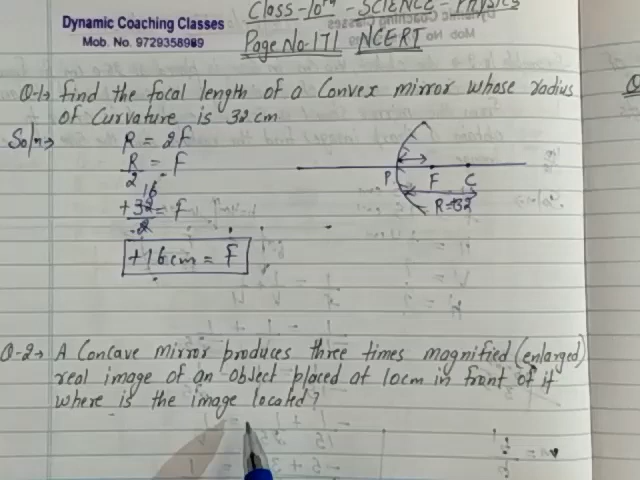 Dynamic Coaching Classes
Mob. No. 9729358989
Class-10th - SCIENCE - Physics
Page No-171 NCERT
Q-1→ find the focal length of a Convex mirror whose radius
of Curvature is 32 cm
Soln→
R = 2F
R/2 = F
16
+32/2 = F
+16cm = F
P F C
R=+32
Q-2→ A Concave mirror produces three times magnified (enlarged)
real image of an object placed at 10cm in front of it
where is the image located?